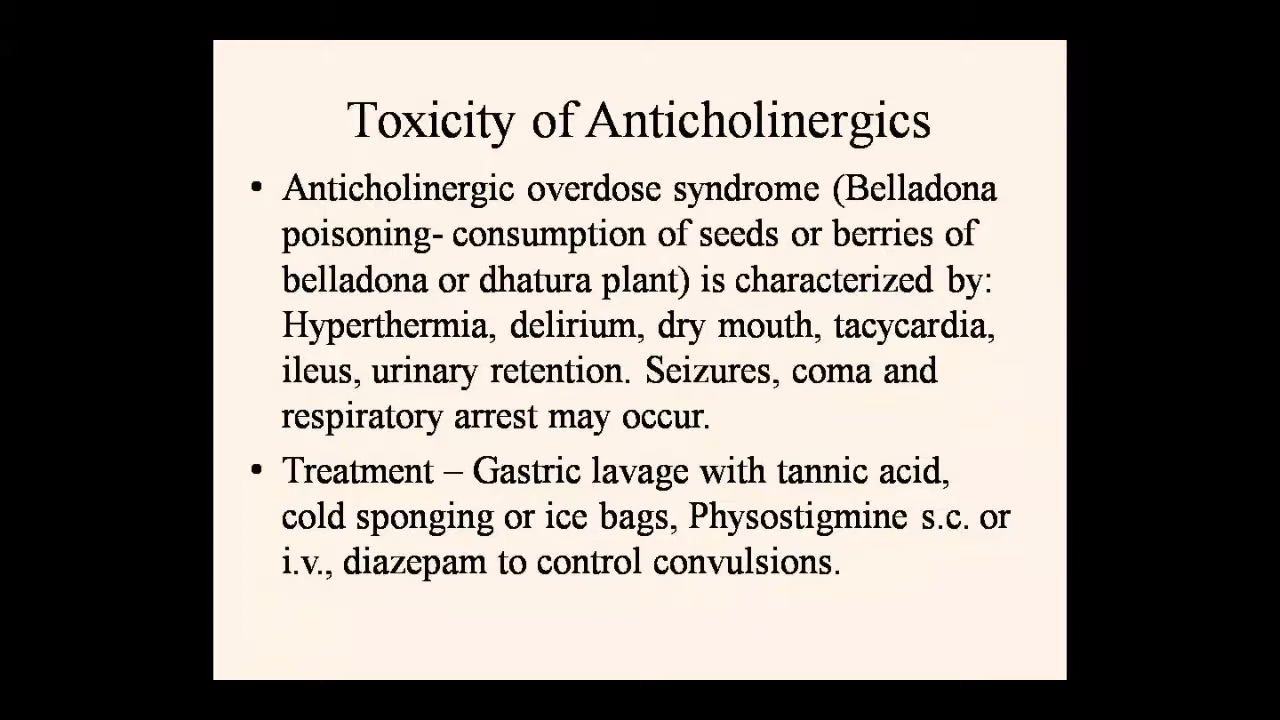 Toxicity of Anticholinergics
• Anticholinergic overdose syndrome (Belladona
poisoning- consumption of seeds or berries of
belladona or dhatura plant) is characterized by:
Hyperthermia, delirium, dry mouth, tacycardia,
ileus, urinary retention. Seizures, coma and
respiratory arrest may occur.
• Treatment – Gastric lavage with tannic acid,
cold sponging or ice bags, Physostigmine s.c. or
i.v., diazepam to control convulsions.